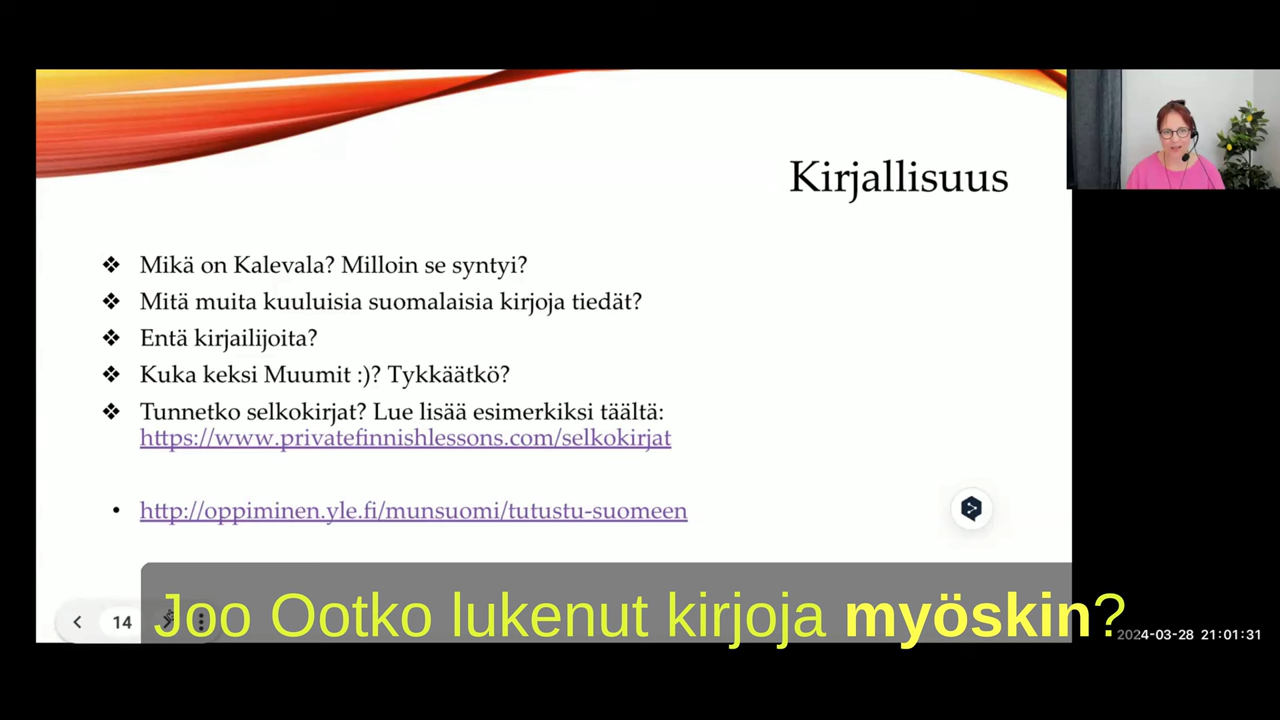 Kirjallisuus
❖ Mikä on Kalevala? Milloin se syntyi?
❖ Mitä muita kuuluisia suomalaisia kirjoja tiedät?
❖ Entä kirjailijoita?
❖ Kuka keksi Muumit :)? Tykkäätkö?
❖ Tunnetko selkokirjat? Lue lisää esimerkiksi täältä:
https://www.privatefinnishlessons.com/selkokirjat
• http://oppiminen.yle.fi/munsuomi/tutustu-suomeen
14
Joo Ootko lukenut kirjoja myöskin?
2024-03-28 21:01:31